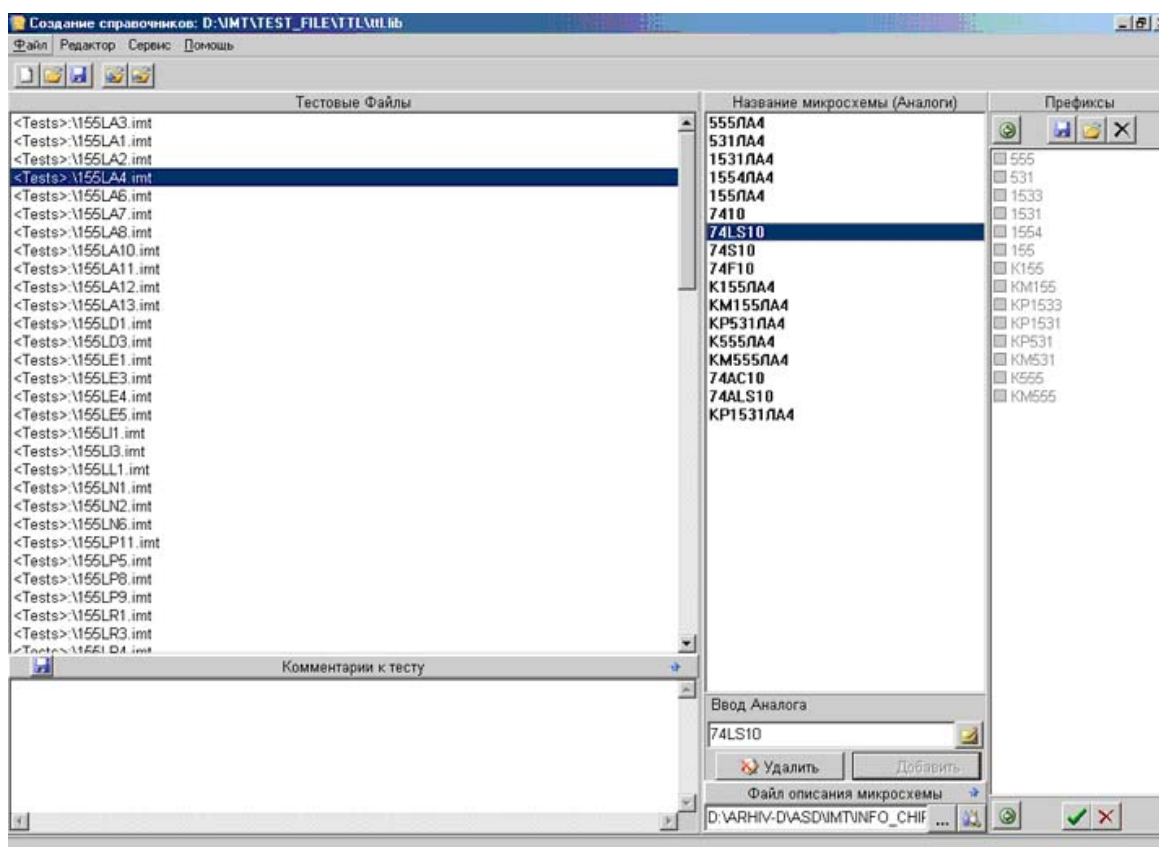 Создание справочников: D:\IMT\TEST_FILE\TTL\ttl.lib
Файл Редактор Сервис Помощь
Тестовые Файлы
<Tests>:\155LA3.imt
<Tests>:\155LA1.imt
<Tests>:\155LA2.imt
<Tests>:\155LA4.imt
<Tests>:\155LA6.imt
<Tests>:\155LA7.imt
<Tests>:\155LA8.imt
<Tests>:\155LA10.imt
<Tests>:\155LA11.imt
<Tests>:\155LA12.imt
<Tests>:\155LA13.imt
<Tests>:\155LD1.imt
<Tests>:\155LD3.imt
<Tests>:\155LE1.imt
<Tests>:\155LE3.imt
<Tests>:\155LE4.imt
<Tests>:\155LE5.imt
<Tests>:\155LI1.imt
<Tests>:\155LI3.imt
<Tests>:\155LL1.imt
<Tests>:\155LN1.imt
<Tests>:\155LN2.imt
<Tests>:\155LN6.imt
<Tests>:\155LP11.imt
<Tests>:\155LP5.imt
<Tests>:\155LP8.imt
<Tests>:\155LP9.imt
<Tests>:\155LR1.imt
<Tests>:\155LR3.imt
<Tests>:\155LR4.imt
Комментарии к тесту
Название микросхемы (Аналоги)
555ЛА4
531ЛА4
1531ЛА4
1554ЛА4
155ЛА4
7410
74LS10
74S10
74F10
К155ЛА4
КМ155ЛА4
КР531ЛА4
К555ЛА4
КМ555ЛА4
74AC10
74ALS10
КР1531ЛА4
Ввод Аналога
74LS10
Удалить Добавить
Файл описания микросхемы
D:\ARHIV-D\ASD\IMT\INFO_CHIF ...
Префиксы
555
531
1533
1531
1554
155
К155
КМ155
КР1533
КР1531
КР531
КМ531
К555
КМ555